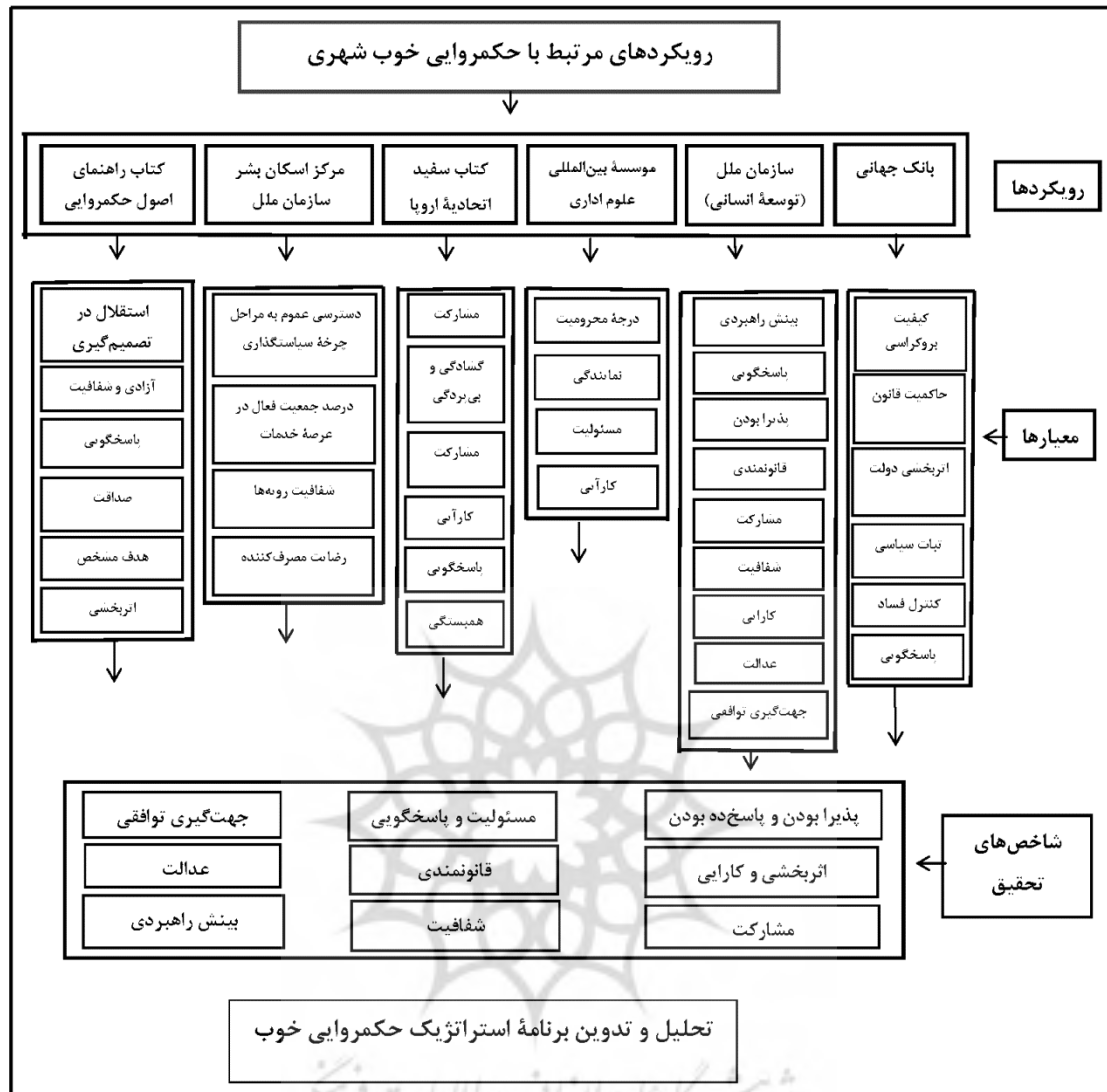 رویکردهای مرتبط با حکمروایی خوب شهری
رویکردها
بانک جهانی
سازمان ملل
(توسعهٔ انسانی)
موسسهٔ بین‌المللی
علوم اداری
کتاب سفید
اتحادیهٔ اروپا
مرکز اسکان بشر
سازمان ملل
کتاب راهنمای
اصول حکمروایی
معیارها
کیفیت
بروکراسی
حاکمیت قانون
اثربخشی دولت
ثبات سیاسی
کنترل فساد
پاسخگویی
بینش راهبردی
پاسخگویی
پذیرا بودن
قانونمندی
مشارکت
شفافیت
کارایی
عدالت
جهت‌گیری توافقی
درجهٔ محرومیت
نمایندگی
مسئولیت
کارآیی
مشارکت
گشادگی و
بی‌پردگی
مشارکت
کارآیی
پاسخگویی
همبستگی
دسترسی عموم به مراحل
چرخهٔ سیاستگذاری
درصد جمعیت فعال در
عرصهٔ خدمات
شفافیت رویه‌ها
رضایت مصرف‌کننده
استقلال در
تصمیم‌گیری
آزادی و شفافیت
پاسخگویی
صداقت
هدف مشخص
اثربخشی
شاخص‌های
تحقیق
پذیرا بودن و پاسخ‌ده بودن
مسئولیت و پاسخگویی
جهت‌گیری توافقی
اثربخشی و کارایی
قانونمندی
عدالت
مشارکت
شفافیت
بینش راهبردی
تحلیل و تدوین برنامهٔ استراتژیک حکمروایی خوب